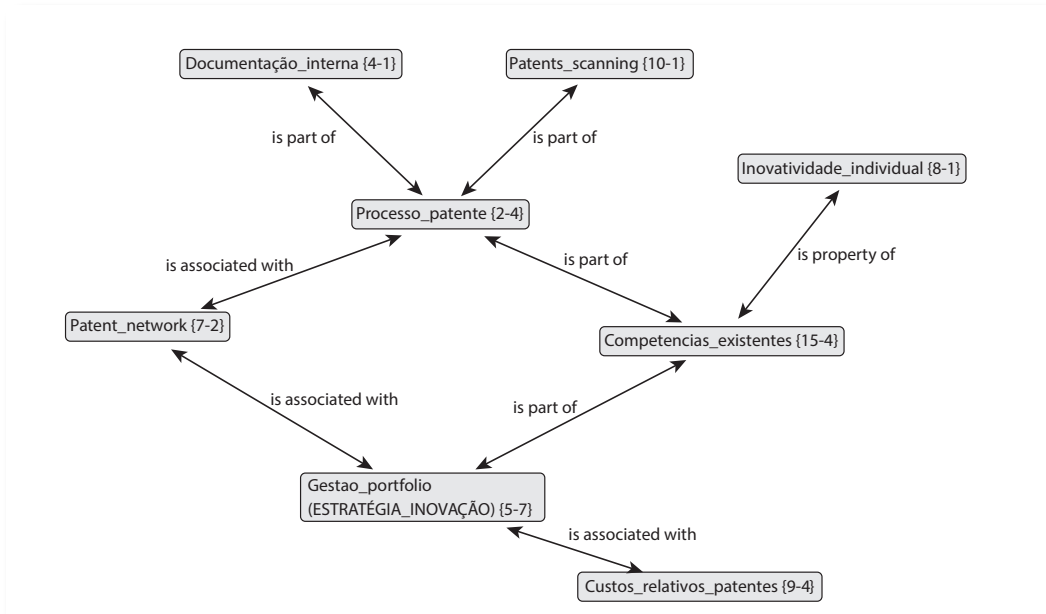 Documentação_interna {4-1}
Patents_scanning {10-1}
is part of
is part of
Inovatividade_individual {8-1}
Processo_patente {2-4}
is associated with
is part of
is property of
Patent_network {7-2}
Competencias_existentes {15-4}
is associated with
is part of
Gestao_portfolio
(ESTRATÉGIA_INOVAÇÃO) {5-7}
is associated with
Custos_relativos_patentes {9-4}